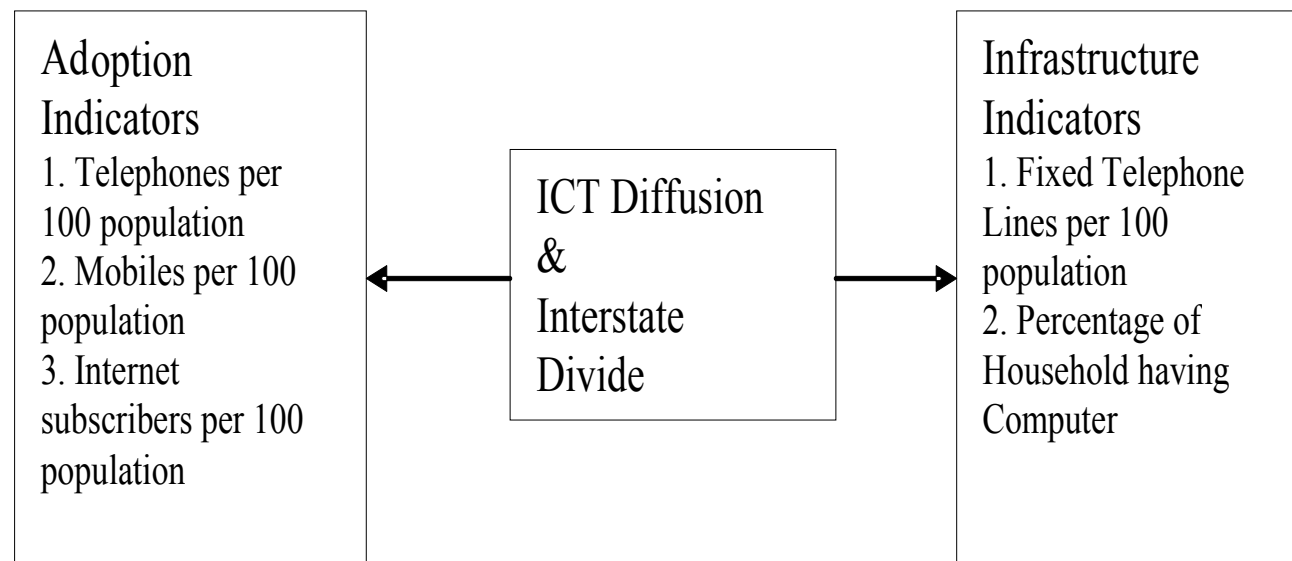 Adoption
Indicators
1. Telephones per
100 population
2. Mobiles per 100
population
3. Internet
subscribers per 100
population
ICT Diffusion
&
Interstate
Divide
Infrastructure
Indicators
1. Fixed Telephone
Lines per 100
population
2. Percentage of
Household having
Computer